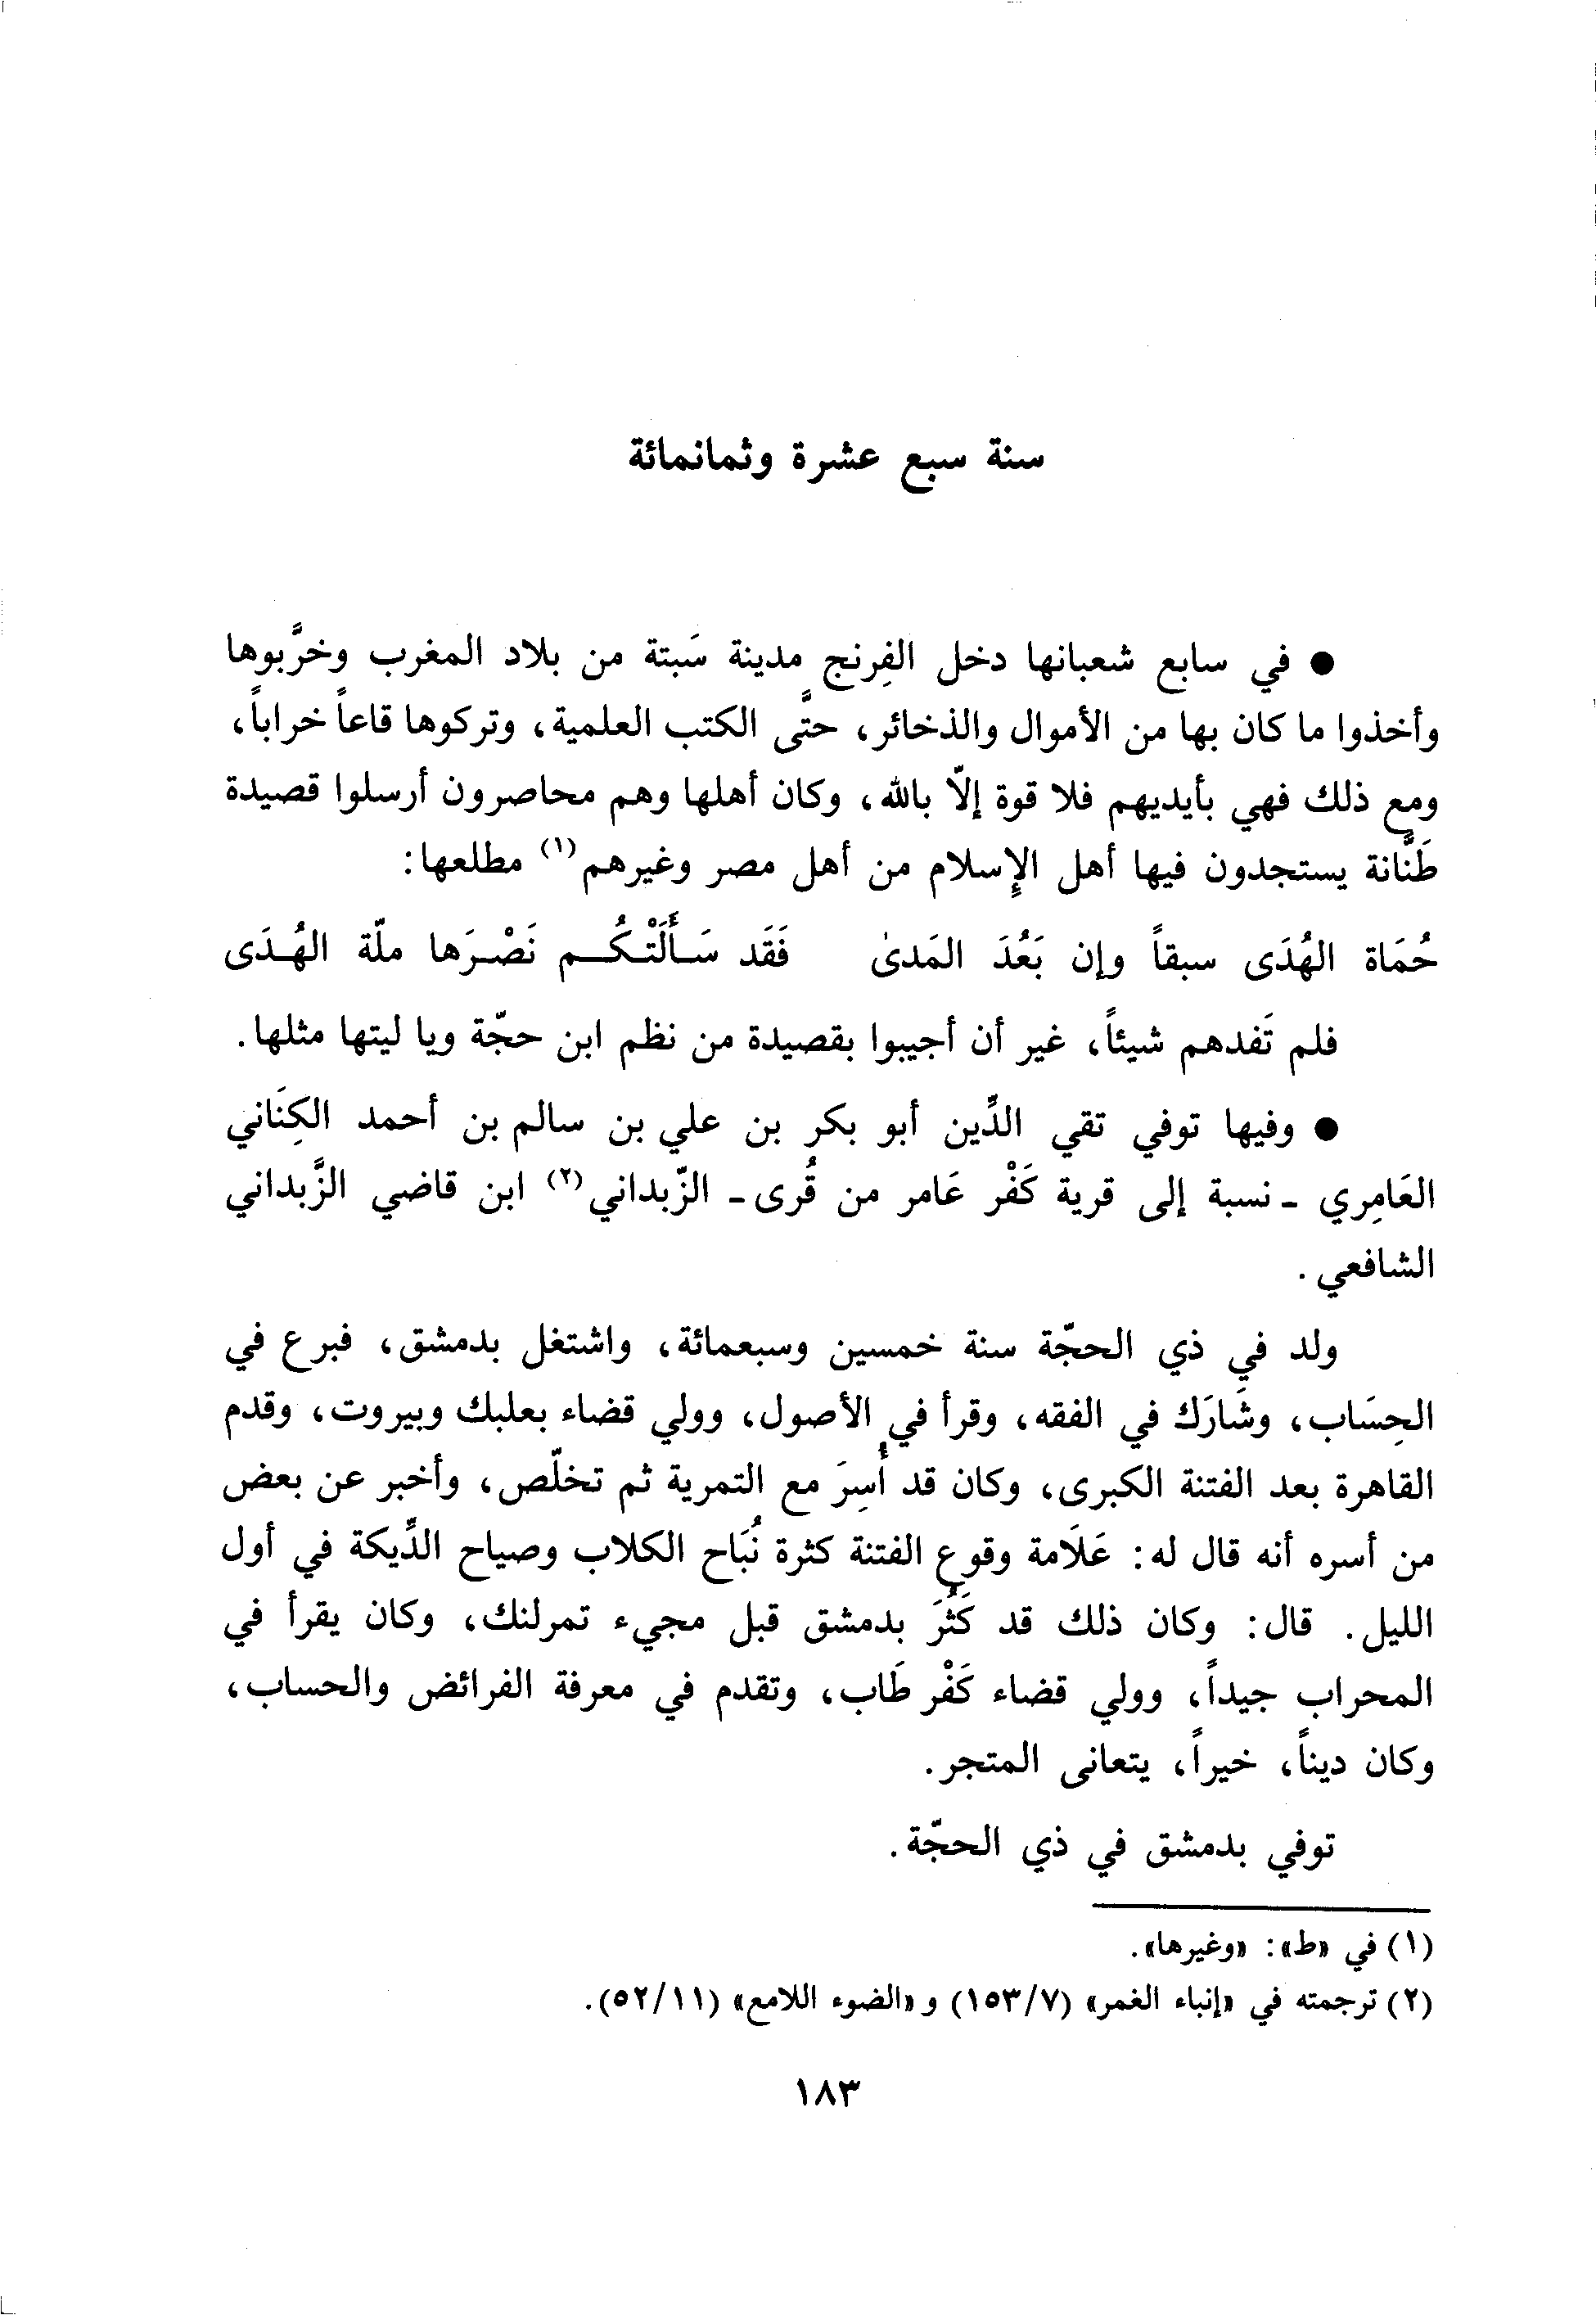 سنة سبع عشرة وثمانمائة
● في سابع شعبانها دخل الفِرنج مدينة سَبتة من بلاد المغرب وخرَّبوها
وأخذوا ما كان بها من الأموال والذخائر، حتَّى الكتب العلمية، وتركوها قاعاً خراباً،
ومع ذلك فهي بأيديهم فلا قوة إلّا بالله، وكان أهلها وهم محاصرون أرسلوا قصيدة
طَنَّانة يستجدون فيها أهل الإِسلام من أهل مصر وغيرهم(١) مطلعها:
حُمَاة الهُدَى سبقاً وإن بَعُدَ المَدىٰ فَقَد سَـأَلَتْـكُـــم نَصْـرَها ملّة الهُـدَى
فلم تَفدهم شيئاً، غير أن أجيبوا بقصيدة من نظم ابن حجّة ويا ليتها مثلها.
● وفيها توفي تقي الدِّين أبو بكر بن علي بن سالم بن أحمد الكِنَاني
العَامِري ـ نسبة إلى قرية كَفْر عَامر من قُرى ـ الزّبداني(٢) ابن قاضي الزَّبداني
الشافعي.
ولد في ذي الحجّة سنة خمسين وسبعمائة، واشتغل بدمشق، فبرع في
الحِسَاب، وشَارَك في الفقه، وقرأ في الأصول، وولي قضاء بعلبك وبيروت، وقدم
القاهرة بعد الفتنة الكبرى، وكان قد أُسِرَ مع التمرية ثم تخلّص، وأخبر عن بعض
من أسره أنه قال له: عَلَامة وقوع الفتنة كثرة نُبَاح الكلاب وصياح الدِّيكة في أول
الليل. قال: وكان ذلك قد كَثُرَ بدمشق قبل مجيء تمرلنك، وكان يقرأ في
المحراب جيداً، وولي قضاء كَفْر طَاب، وتقدم في معرفة الفرائض والحساب،
وكان ديناً، خيراً، يتعانى المتجر.
توفي بدمشق في ذي الحجّة.
(١) في «ط»: «وغيرها».
(٢) ترجمته في «إنباء الغمر» (١٥٣/٧) و «الضوء اللامع» (٥٢/١١).
١٨٣